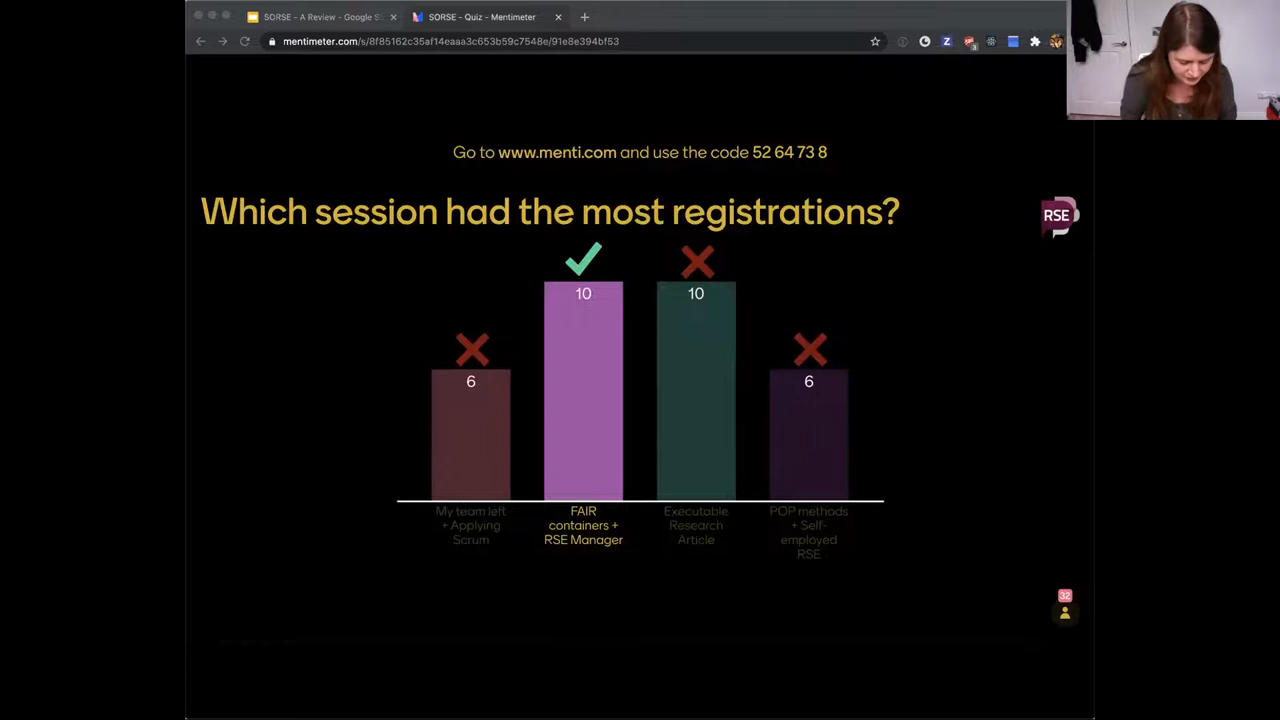 SORSE - A Review - Google S
SORSE - Quiz - Mentimeter
mentimeter.com/s/8f85162c35af14eaaa3c653b59c7548e/91e8e394bf53
Go to www.menti.com and use the code 52 64 73 8
Which session had the most registrations?
RSE
10
10
6
6
My team left
+ Applying
Scrum
FAIR
containers +
RSE Manager
Executable
Research
Article
POP methods
+ Self-
employed
RSE
32